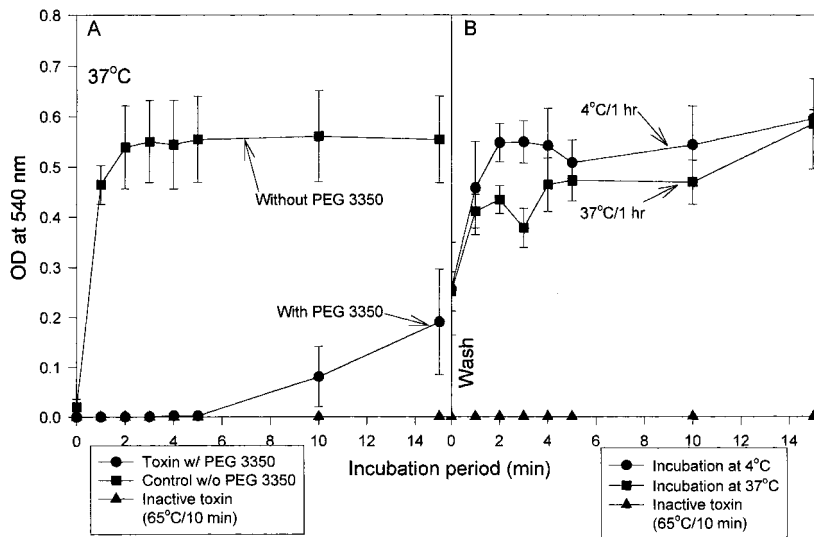 A
B
37°C
OD at 540 nm
0.8
0.7
0.6
0.5
0.4
0.3
0.2
0.1
0.0
Without PEG 3350
With PEG 3350
4°C/1 hr
37°C/1 hr
Wash
0 2 4 6 8 10 12 14 0 2 4 6 8 10 12 14
Incubation period (min)
Toxin w/ PEG 3350
Control w/o PEG 3350
Inactive toxin
(65°C/10 min)
Incubation at 4°C
Incubation at 37°C
Inactive toxin
(65°C/10 min)